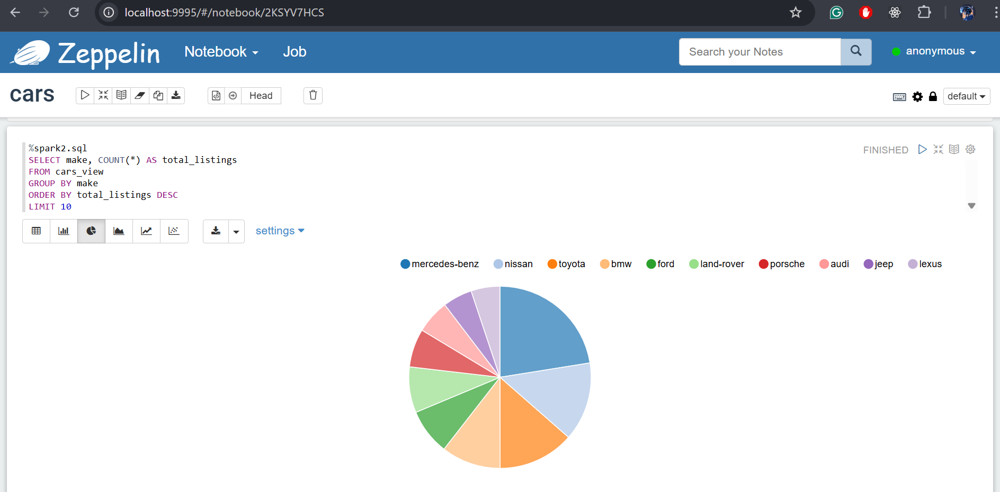 localhost:9995/#/notebook/2KSYV7HCS
Zeppelin Notebook Job Search your Notes anonymous
cars Head default
%spark2.sql
FINISHED
SELECT make, COUNT(*) AS total_listings
FROM cars_view
GROUP BY make
ORDER BY total_listings DESC
LIMIT 10
settings
mercedes-benz nissan toyota bmw ford land-rover porsche audi jeep lexus